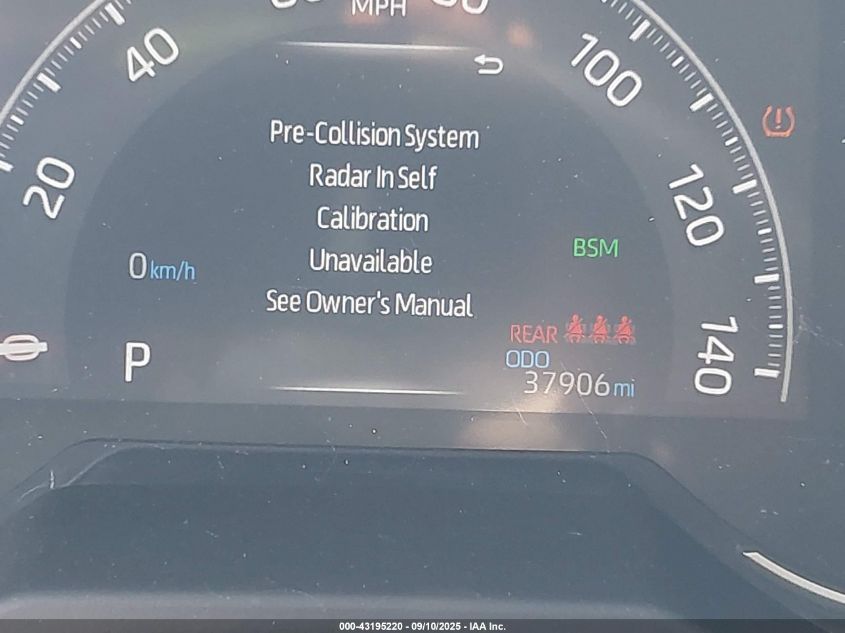 MPH
40
100
20
120
140
Pre-Collision System
Radar In Self
Calibration
Unavailable
See Owner's Manual
BSM
0 km/h
REAR
ODO
P
37906 mi
000-43195220 - 09/10/2025 - IAA Inc.